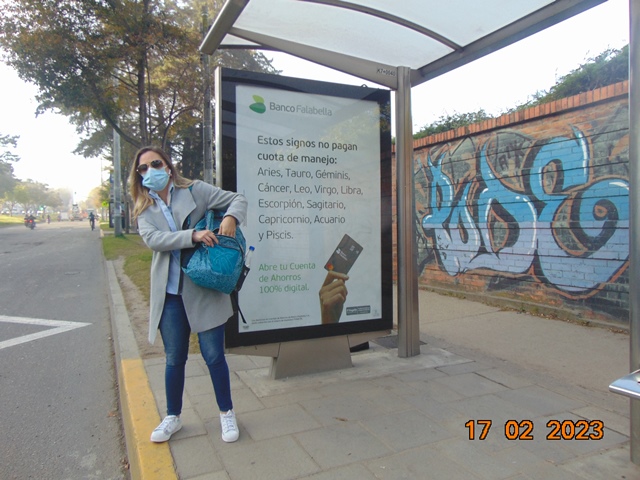 Banco Falabella
Estos signos no pagan
cuota de manejo:
Aries, Tauro, Géminis,
Cáncer, Leo, Virgo, Libra,
Escorpión, Sagitario,
Capricornio, Acuario
y Piscis.
Abre tu Cuenta
de Ahorros
100% digital.
17 02 2023